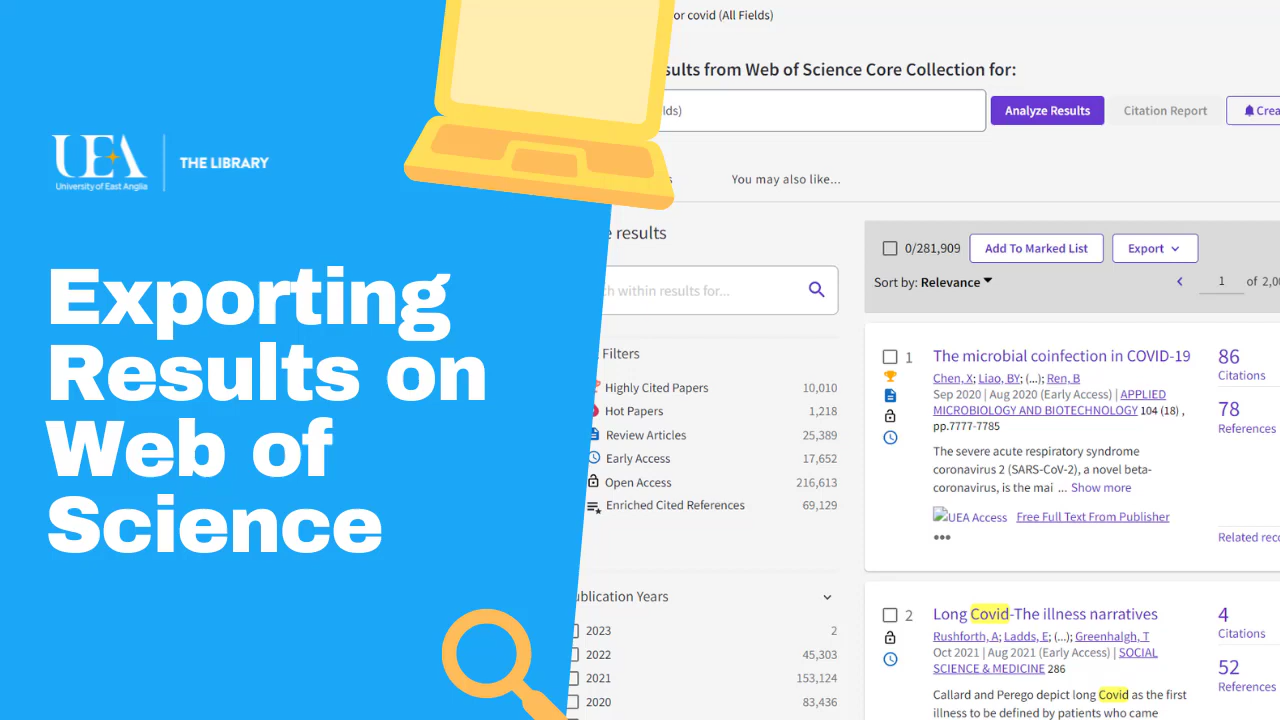 UEA
University of East Anglia
THE LIBRARY
Exporting
Results on
Web of
Science
or covid (All Fields)
from Web of Science Core Collection for:
Analyze Results
Citation Report
You may also like...
results
within results for...
Filters
Highly Cited Papers 10,010
Hot Papers 1,218
Review Articles 25,389
Early Access 17,652
Open Access 216,613
Enriched Cited References 69,129
Years
2023 2
2022 45,303
2021 153,124
2020 83,436
0/281,909
Add To Marked List
Export
Sort by: Relevance
1 of
1 The microbial coinfection in COVID-19
Chen, X; Liao, BY; (...); Ren, B
Sep 2020 | Aug 2020 (Early Access) | APPLIED
MICROBIOLOGY AND BIOTECHNOLOGY 104 (18) ,
pp.7777-7785
The severe acute respiratory syndrome
coronavirus 2 (SARS-CoV-2), a novel beta-
coronavirus, is the mai ... Show more
UEA Access Free Full Text From Publisher
86
Citations
78
References
Related
2 Long Covid-The illness narratives
Rushforth, A; Ladds, E; (...); Greenhalgh, T
Oct 2021 | Aug 2021 (Early Access) | SOCIAL
SCIENCE & MEDICINE 286
Callard and Perego depict long Covid as the first
illness to be defined by patients who came
4
Citations
52
References